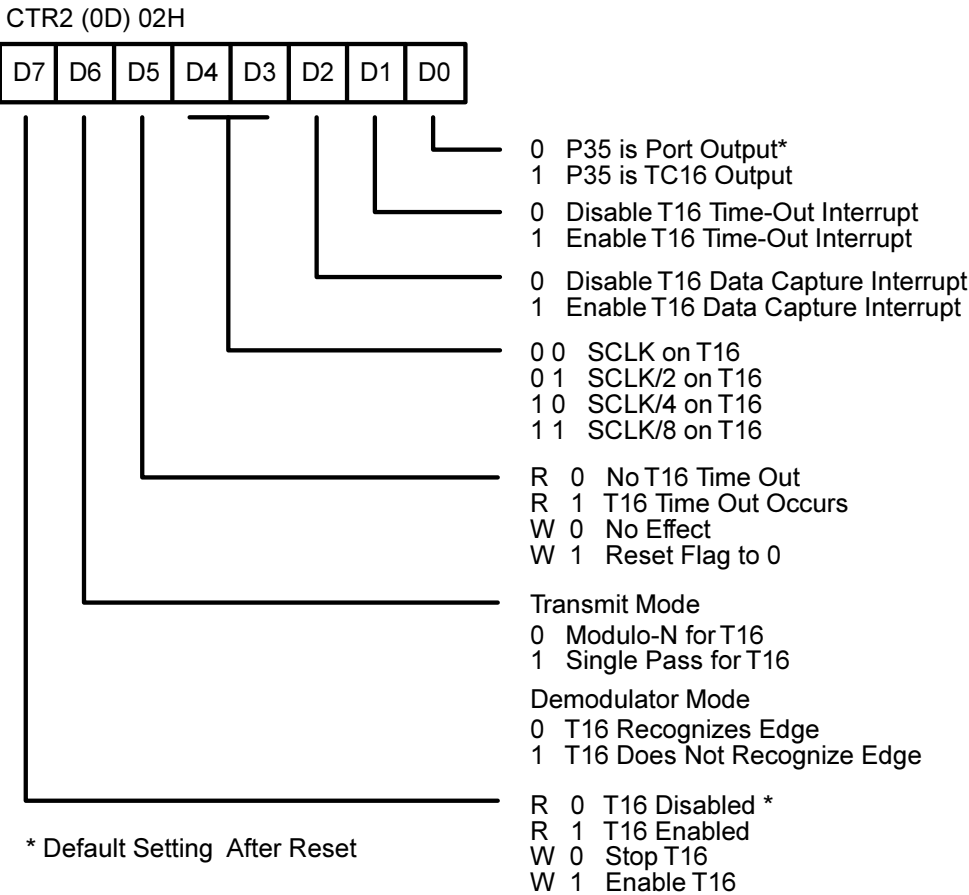 CTR2 (0D) 02H
D7 D6 D5 D4 D3 D2 D1 D0
0 P35 is Port Output*
1 P35 is TC16 Output
0 Disable T16 Time-Out Interrupt
1 Enable T16 Time-Out Interrupt
0 Disable T16 Data Capture Interrupt
1 Enable T16 Data Capture Interrupt
0 0 SCLK on T16
0 1 SCLK/2 on T16
1 0 SCLK/4 on T16
1 1 SCLK/8 on T16
R 0 No T16 Time Out
R 1 T16 Time Out Occurs
W 0 No Effect
W 1 Reset Flag to 0
Transmit Mode
0 Modulo-N for T16
1 Single Pass for T16
Demodulator Mode
0 T16 Recognizes Edge
1 T16 Does Not Recognize Edge
R 0 T16 Disabled *
R 1 T16 Enabled
W 0 Stop T16
W 1 Enable T16
* Default Setting After Reset